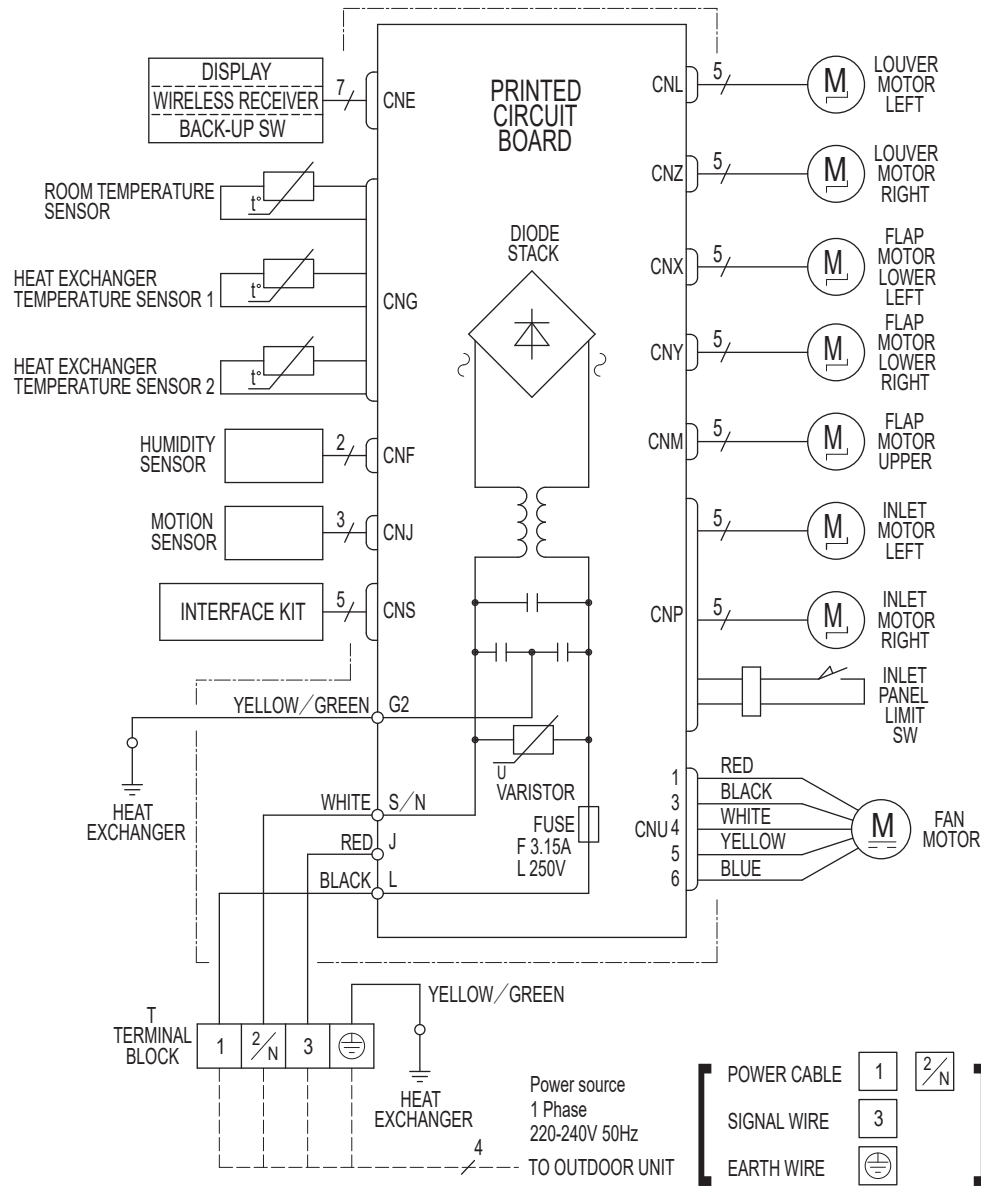 DISPLAY
WIRELESS RECEIVER
BACK-UP SW
7
CNE
PRINTED
CIRCUIT
BOARD
CNL
5
M
LOUVER
MOTOR
LEFT
ROOM TEMPERATURE
SENSOR
t°
CNZ
5
M
LOUVER
MOTOR
RIGHT
HEAT EXCHANGER
TEMPERATURE SENSOR 1
t°
CNG
DIODE
STACK
CNX
5
M
FLAP
MOTOR
LOWER
LEFT
HEAT EXCHANGER
TEMPERATURE SENSOR 2
t°
CNY
5
M
FLAP
MOTOR
LOWER
RIGHT
HUMIDITY
SENSOR
2
CNF
CNM
5
M
FLAP
MOTOR
UPPER
MOTION
SENSOR
3
CNJ
5
M
INLET
MOTOR
LEFT
INTERFACE KIT
5
CNS
CNP
5
M
INLET
MOTOR
RIGHT
INLET
PANEL
LIMIT
SW
YELLOW/GREEN
G2
HEAT
EXCHANGER
U
VARISTOR
WHITE
S/N
RED
J
BLACK
L
FUSE
F 3.15A
L 250V
CNU
1
RED
3
BLACK
4
WHITE
5
YELLOW
6
BLUE
M
FAN
MOTOR
YELLOW/GREEN
T
TERMINAL
BLOCK
1
2/N
3
HEAT
EXCHANGER
4
Power source
1 Phase
220-240V 50Hz
TO OUTDOOR UNIT
POWER CABLE
1
2/N
SIGNAL WIRE
3
EARTH WIRE